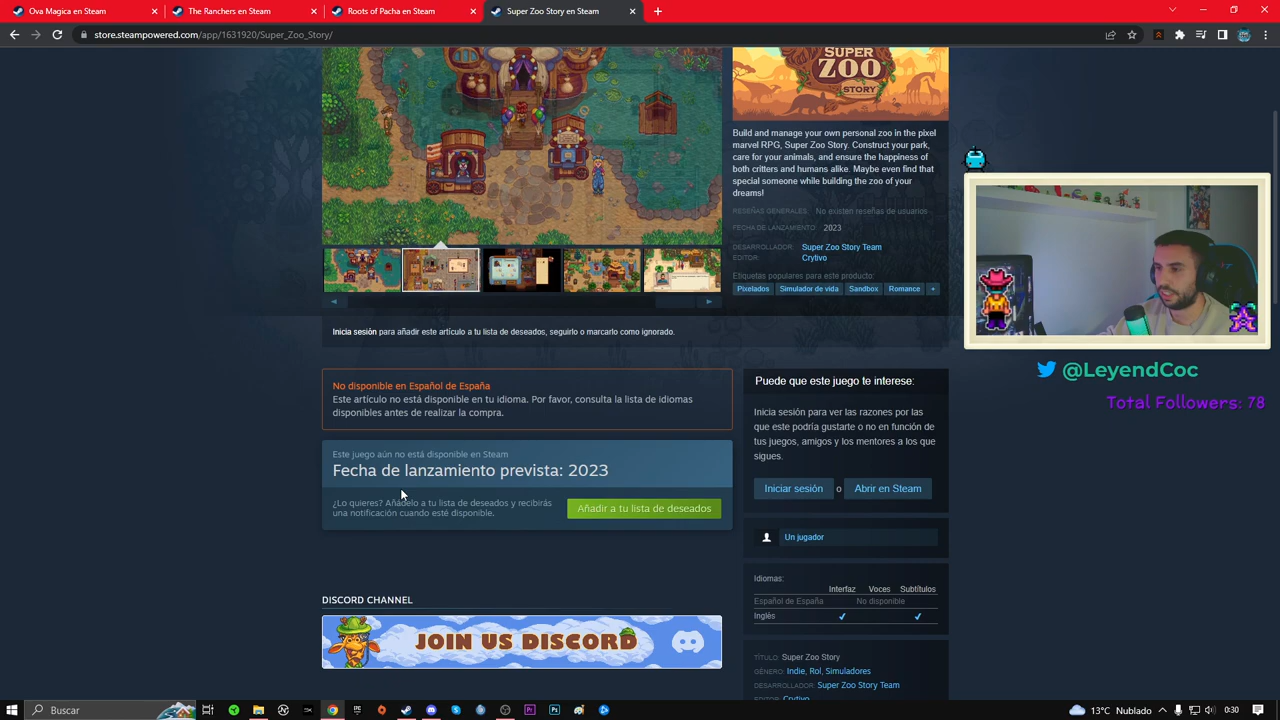 Ova Magica en Steam
The Ranchers en Steam
Roots of Pacha en Steam
Super Zoo Story en Steam
store.steampowered.com/app/1631920/Super_Zoo_Story/
SUPER
ZOO
STORY
Build and manage your own personal zoo in the pixel
marvel RPG, Super Zoo Story. Construct your park,
care for your animals, and ensure the happiness of
both critters and humans alike. Maybe even find that
special someone while building the zoo of your
dreams!
RESEÑAS GENERALES: No existen reseñas de usuarios
FECHA DE LANZAMIENTO: 2023
DESARROLLADOR: Super Zoo Story Team
EDITOR: Crytivo
Etiquetas populares para este producto:
Pixelados Simulador de vida Sandbox Romance +
Inicia sesión para añadir este artículo a tu lista de deseados, seguirlo o marcarlo como ignorado.
No disponible en Español de España
Este artículo no está disponible en tu idioma. Por favor, consulta la lista de idiomas
disponibles antes de realizar la compra.
Este juego aún no está disponible en Steam
Fecha de lanzamiento prevista: 2023
¿Lo quieres? Añádelo a tu lista de deseados y recibirás
una notificación cuando esté disponible.
Añadir a tu lista de deseados
DISCORD CHANNEL
JOIN US DISCORD
Puede que este juego te interese:
Inicia sesión para ver las razones por las
que este podría gustarte o no en función de
tus juegos, amigos y los mentores a los que
sigues.
Iniciar sesión o Abrir en Steam
Un jugador
Idiomas:
Interfaz Voces Subtítulos
Español de España No disponible
Inglés ✔ ✔
TÍTULO: Super Zoo Story
GÉNERO: Indie, Rol, Simuladores
DESARROLLADOR: Super Zoo Story Team
EDITOR: Crytivo
@LeyendCoc
Total Followers: 78
Buscar
13°C Nublado
0:30